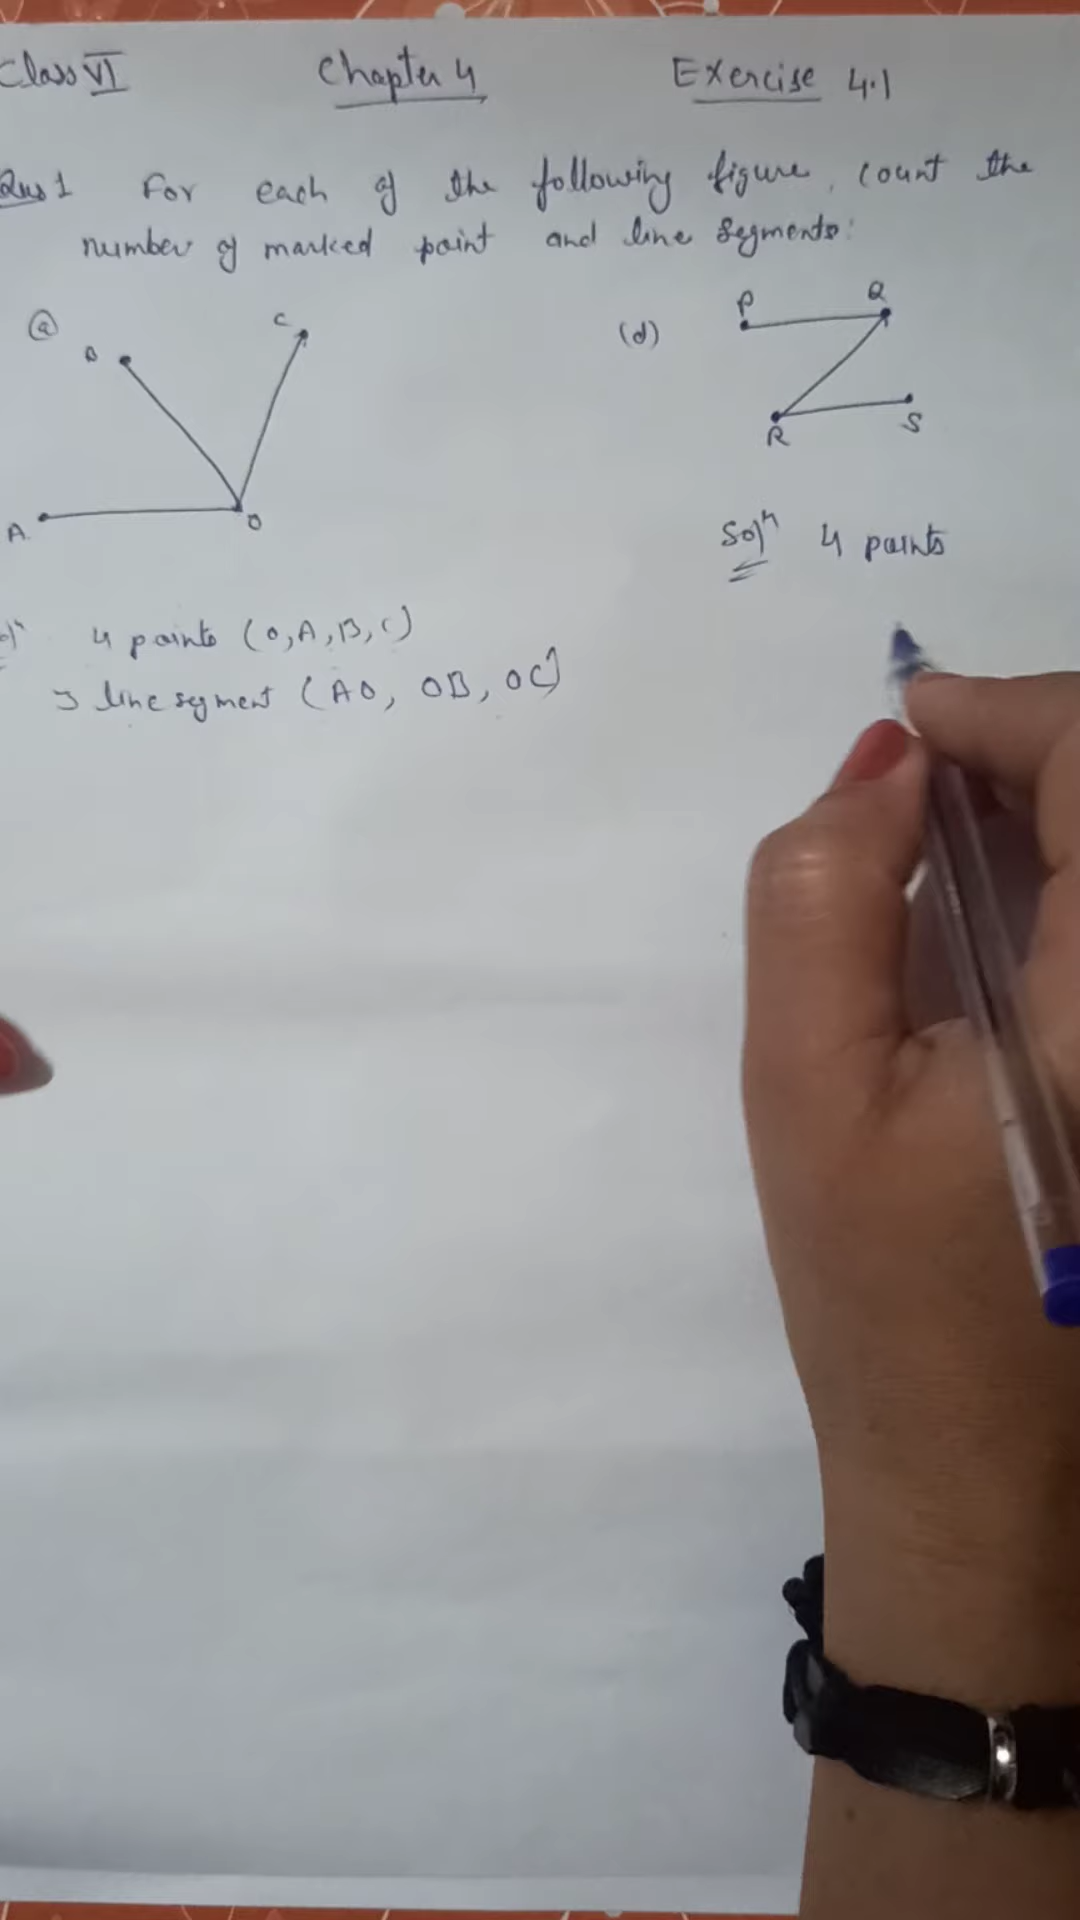 Class VI Chapter 4 Exercise 4.1
Ques 1 For each of the following figure, count the
number of marked point and line segments:
(a)
B
C
A
O
(d)
P
Q
R
S
Solⁿ 4 points
4 points (O, A, B, C)
3 line segment (AO, OB, OC)